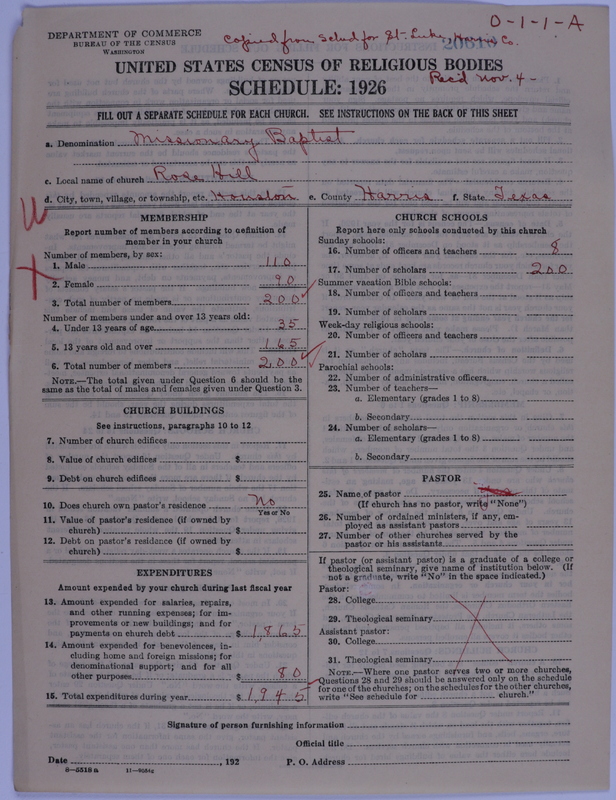 DEPARTMENT OF COMMERCE
BUREAU OF THE CENSUS
WASHINGTON
O-1-1-A
Copied from Schedule for St. Luke, Harris Co.
20618
UNITED STATES CENSUS OF RELIGIOUS BODIES
Rec'd Nov. 4 -
SCHEDULE: 1926
FILL OUT A SEPARATE SCHEDULE FOR EACH CHURCH. SEE INSTRUCTIONS ON THE BACK OF THIS SHEET
a. Denomination Missionary Baptist
c. Local name of church Rose Hill
d. City, town, village, or township, etc. Houston e. County Harris f. State Texas
MEMBERSHIP
Report number of members according to definition of
member in your church
Number of members, by sex:
1. Male 110
2. Female 90
3. Total number of members 200
Number of members under and over 13 years old:
4. Under 13 years of age 35
5. 13 years old and over 165
6. Total number of members 200
NOTE.—The total given under Question 6 should be the
same as the total of males and females given under Question 3.
CHURCH BUILDINGS
See instructions, paragraphs 10 to 12
7. Number of church edifices
8. Value of church edifices $
9. Debt on church edifices $
10. Does church own pastor's residence No
Yes or No
11. Value of pastor's residence (if owned by
church) $
12. Debt on pastor's residence (if owned by
church) $
EXPENDITURES
Amount expended by your church during last fiscal year
13. Amount expended for salaries, repairs,
and other running expenses; for im-
provements or new buildings; and for
payments on church debt $ 1,865
14. Amount expended for benevolences, in-
cluding home and foreign missions; for
denominational support; and for all
other purposes $ 80
15. Total expenditures during year $ 1945
CHURCH SCHOOLS
Report here only schools conducted by this church
Sunday schools:
16. Number of officers and teachers 8
17. Number of scholars 200
Summer vacation Bible schools:
18. Number of officers and teachers
19. Number of scholars
Week-day religious schools:
20. Number of officers and teachers
21. Number of scholars
Parochial schools:
22. Number of administrative officers
23. Number of teachers—
a. Elementary (grades 1 to 8)
b. Secondary
24. Number of scholars—
a. Elementary (grades 1 to 8)
b. Secondary
PASTOR
25. Name of pastor
(If church has no pastor, write "None")
26. Number of ordained ministers, if any, em-
ployed as assistant pastors
27. Number of other churches served by the
pastor or his assistants
If pastor (or assistant pastor) is a graduate of a college or
theological seminary, give name of institution below. (If
not a graduate, write "No" in the space indicated.)
Pastor:
28. College
29. Theological seminary
Assistant pastor:
30. College
31. Theological seminary
NOTE.—Where one pastor serves two or more churches,
Questions 28 and 29 should be answered only on the schedule
for one of the churches; on the schedules for the other churches,
write "See schedule for church."
Signature of person furnishing information
Official title
Date , 192 P. O. Address
8-5518a 11-8084c